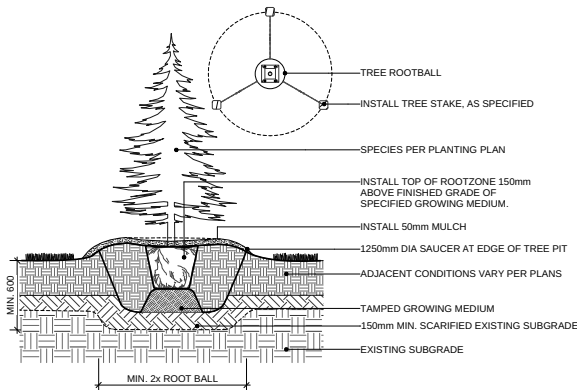 TREE ROOTBALL
INSTALL TREE STAKE, AS SPECIFIED
SPECIES PER PLANTING PLAN
INSTALL TOP OF ROOTZONE 150mm
ABOVE FINISHED GRADE OF
SPECIFIED GROWING MEDIUM.
INSTALL 50mm MULCH
1250mm DIA SAUCER AT EDGE OF TREE PIT
ADJACENT CONDITIONS VARY PER PLANS
MIN. 600
TAMPED GROWING MEDIUM
150mm MIN. SCARIFIED EXISTING SUBGRADE
EXISTING SUBGRADE
MIN. 2x ROOT BALL